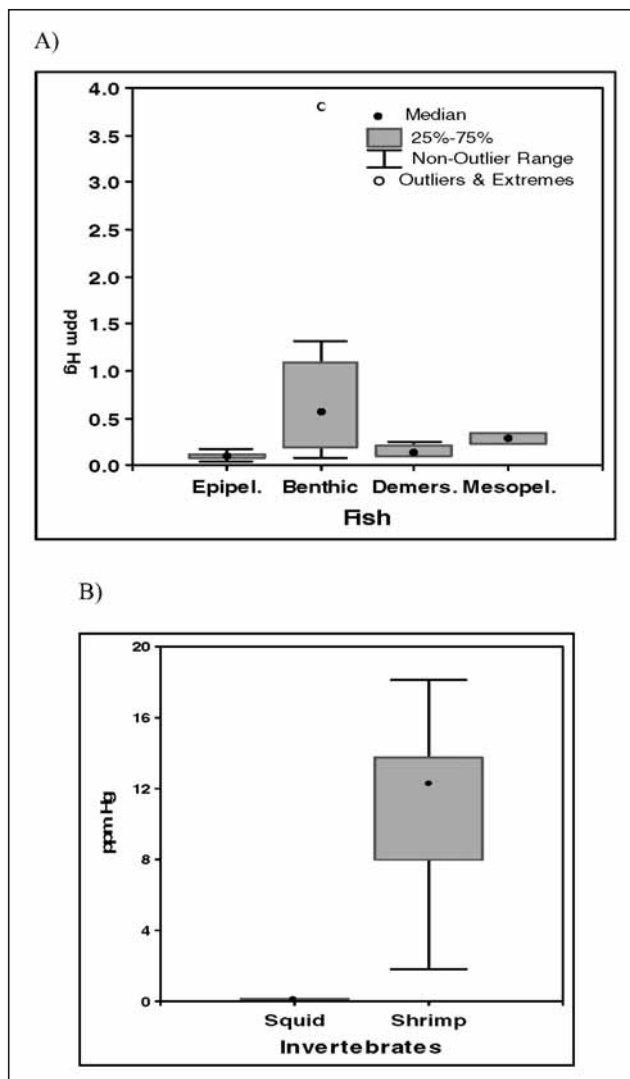 A)
4.0
3.5
3.0
2.5
2.0
1.5
1.0
0.5
0.0
ppm Hg
Median
25%-75%
Non-Outlier Range
Outliers & Extremes
Epipel. Benthic Demers. Mesopel.
Fish
B)
20
16
12
8
4
0
ppm Hg
Squid Shrimp
Invertebrates